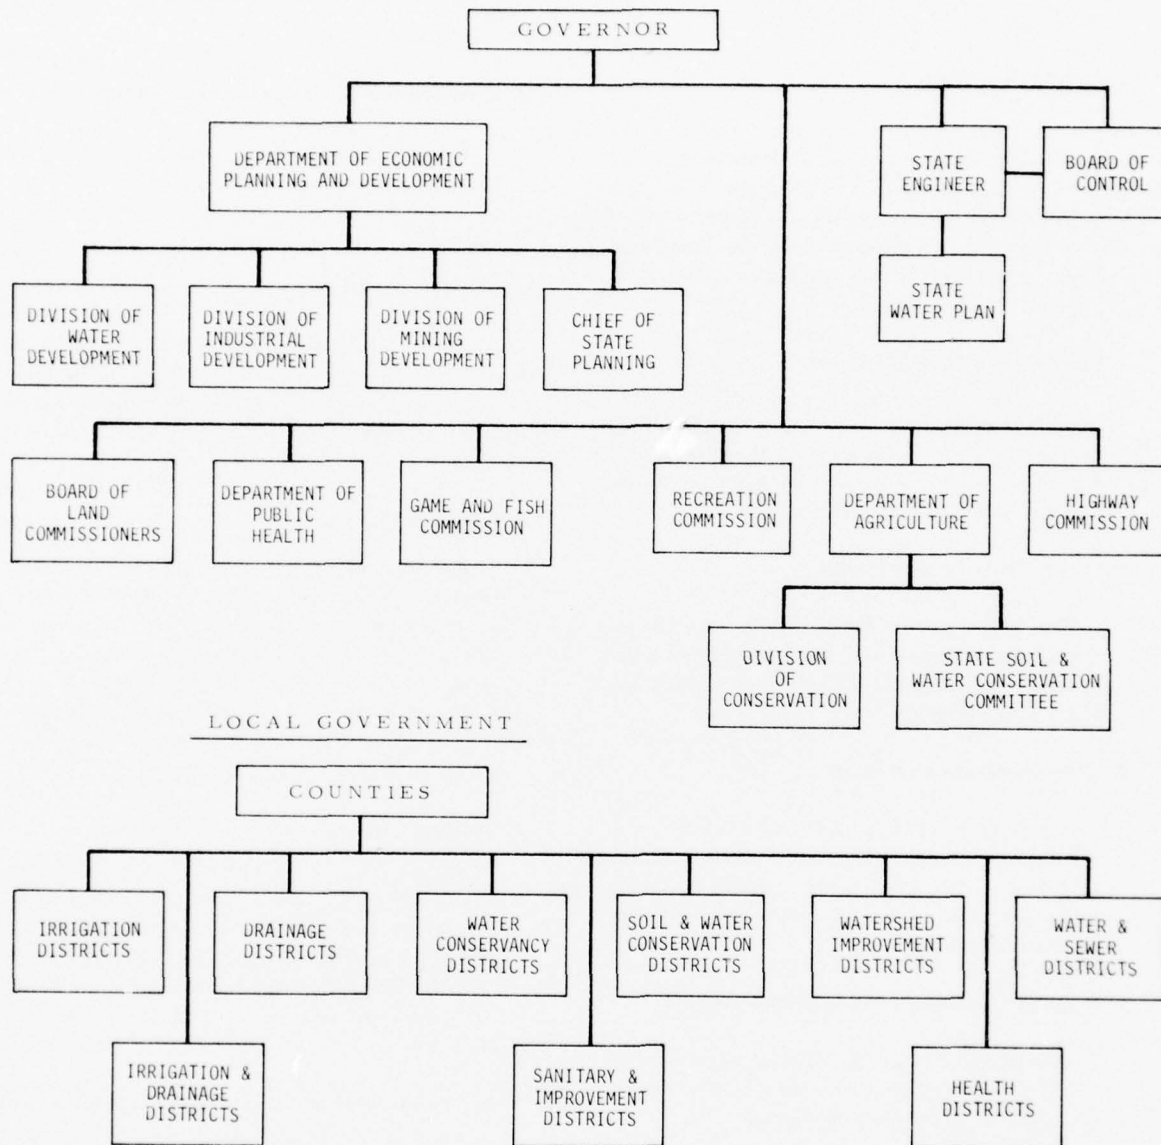 GOVERNOR
DEPARTMENT OF ECONOMIC
PLANNING AND DEVELOPMENT
STATE
ENGINEER
BOARD OF
CONTROL
STATE
WATER PLAN
DIVISION OF
WATER
DEVELOPMENT
DIVISION OF
INDUSTRIAL
DEVELOPMENT
DIVISION OF
MINING
DEVELOPMENT
CHIEF OF
STATE
PLANNING
BOARD OF
LAND
COMMISSIONERS
DEPARTMENT OF
PUBLIC
HEALTH
GAME AND FISH
COMMISSION
RECREATION
COMMISSION
DEPARTMENT OF
AGRICULTURE
HIGHWAY
COMMISSION
DIVISION
OF
CONSERVATION
STATE SOIL &
WATER CONSERVATION
COMMITTEE
LOCAL GOVERNMENT
COUNTIES
IRRIGATION
DISTRICTS
DRAINAGE
DISTRICTS
WATER
CONSERVANCY
DISTRICTS
SOIL & WATER
CONSERVATION
DISTRICTS
WATERSHED
IMPROVEMENT
DISTRICTS
WATER &
SEWER
DISTRICTS
IRRIGATION &
DRAINAGE
DISTRICTS
SANITARY &
IMPROVEMENT
DISTRICTS
HEALTH
DISTRICTS